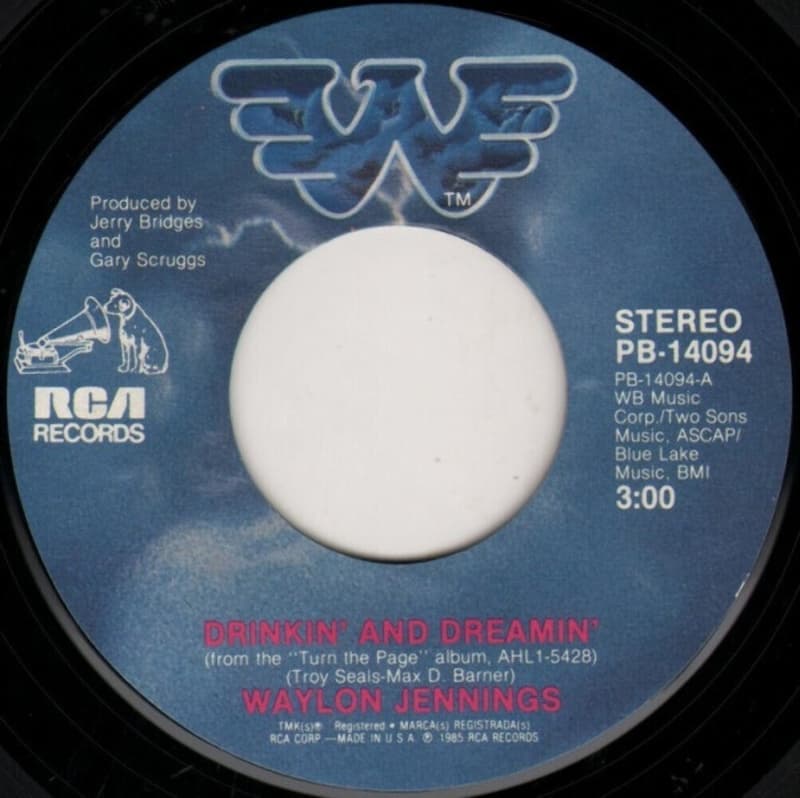 W
TM
Produced by
Jerry Bridges
and
Gary Scruggs
RCA
RECORDS
STEREO
PB-14094
PB-14094-A
WB Music
Corp./Two Sons
Music, ASCAP/
Blue Lake
Music, BMI
3:00
DRINKIN' AND DREAMIN'
(from the "Turn the Page" album, AHL1-5428)
(Troy Seals-Max D. Barner)
WAYLON JENNINGS
TMK(s)® Registered • MARCA(s) REGISTRADA(s)
RCA CORP.—MADE IN U.S.A. ℗ 1985 RCA RECORDS